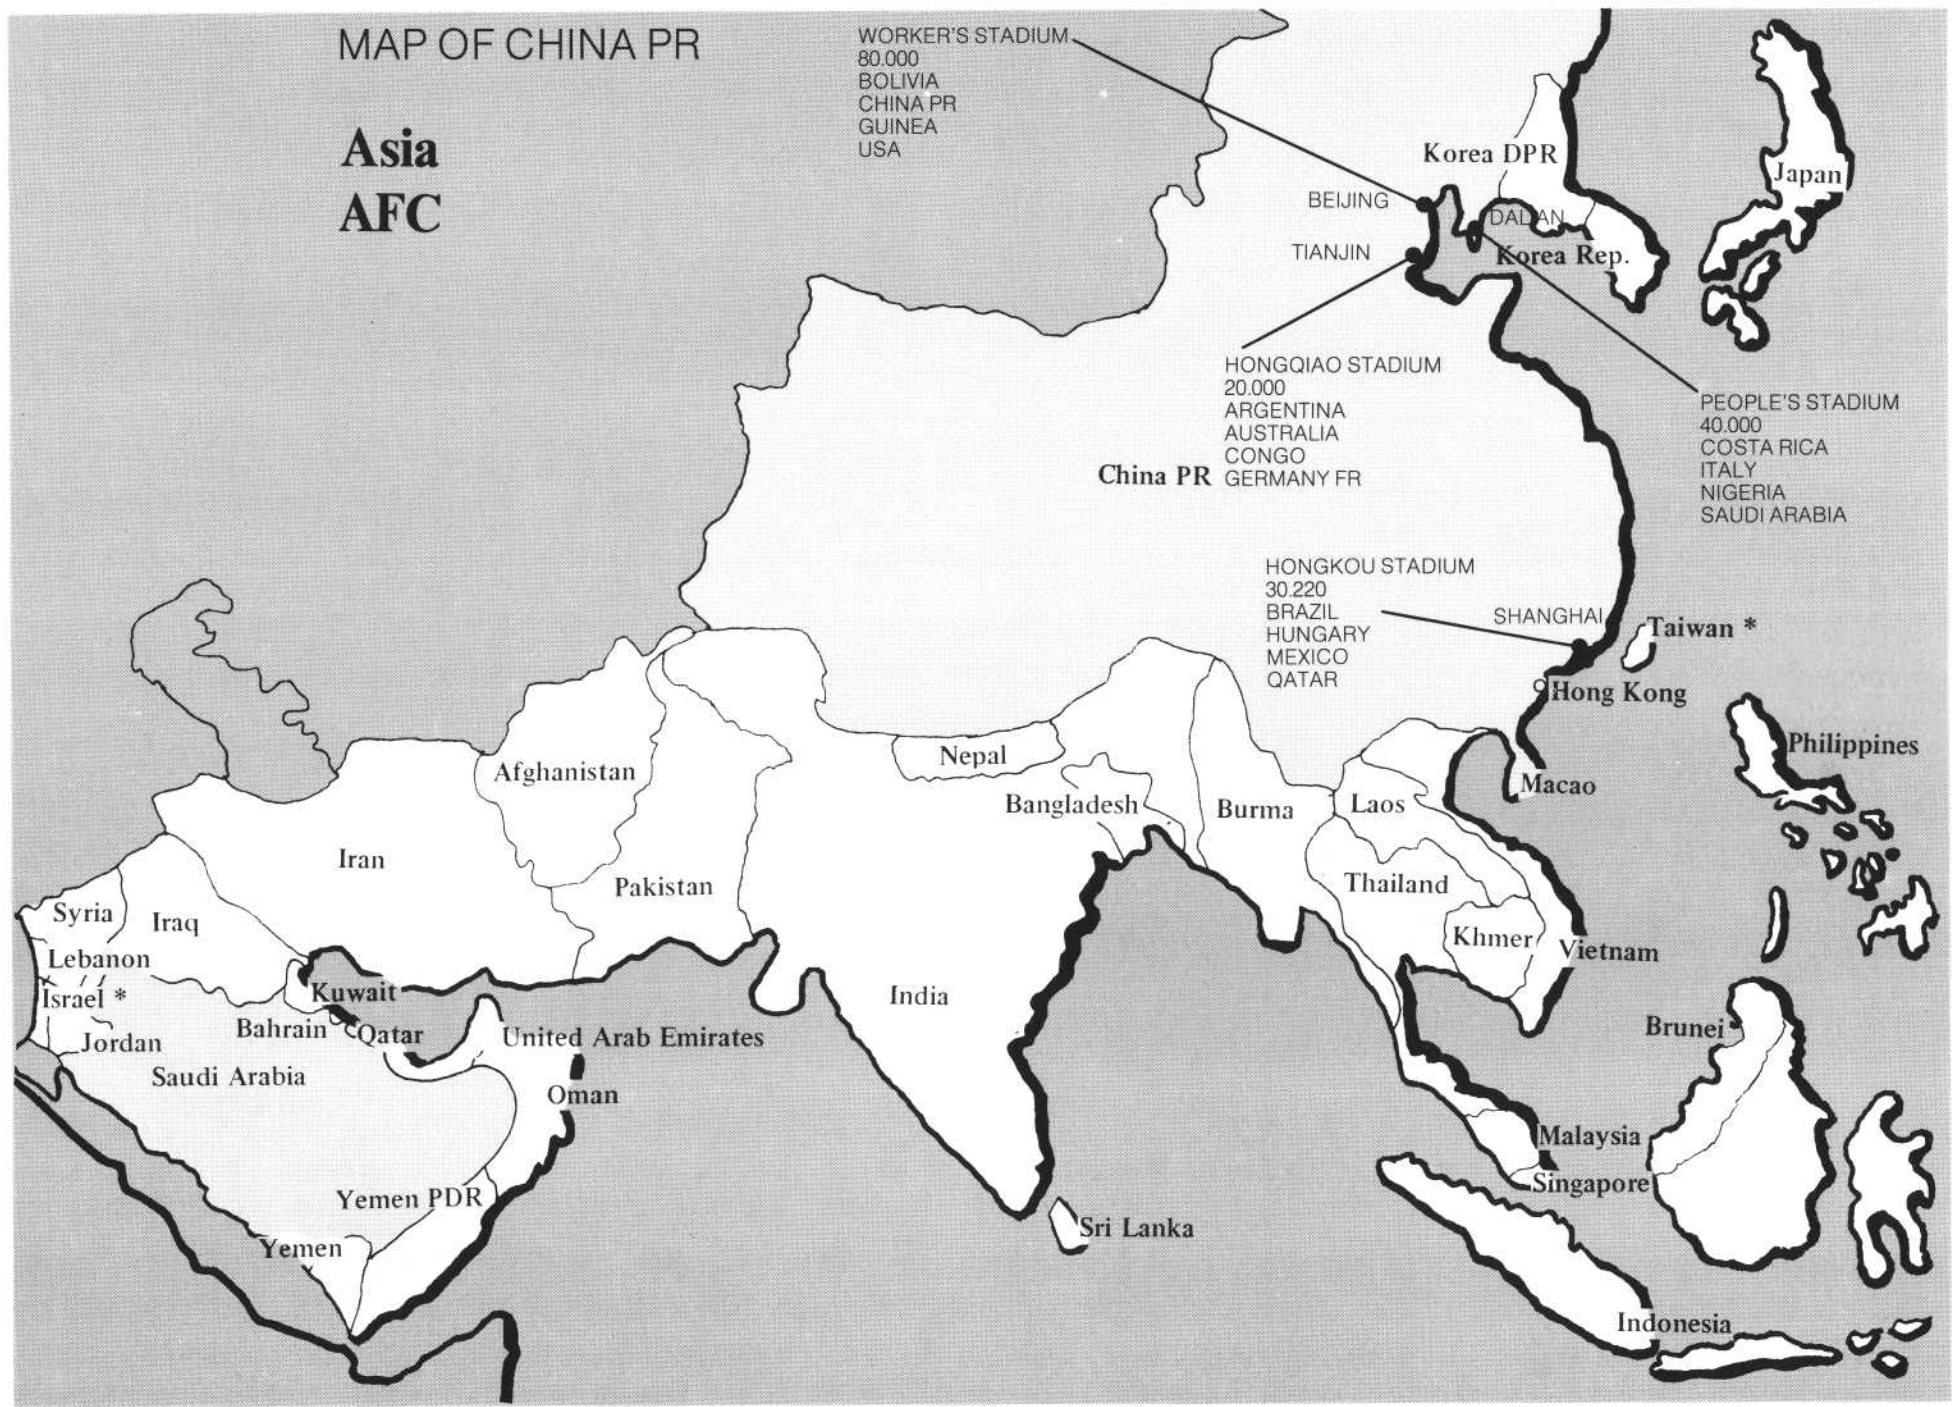 MAP OF CHINA PR
Asia
AFC
WORKER'S STADIUM
80.000
BOLIVIA
CHINA PR
GUINEA
USA
Korea DPR
Japan
BEIJING
DALIAN
TIANJIN
Korea Rep.
HONGQIAO STADIUM
20.000
ARGENTINA
AUSTRALIA
CONGO
GERMANY FR
China PR
PEOPLE'S STADIUM
40.000
COSTA RICA
ITALY
NIGERIA
SAUDI ARABIA
HONGKOU STADIUM
30.220
BRAZIL
HUNGARY
MEXICO
QATAR
SHANGHAI
Taiwan *
Hong Kong
Macao
Philippines
Nepal
Afghanistan
Bangladesh
Burma
Laos
Iran
Pakistan
Thailand
Syria
Iraq
Khmer
Vietnam
Lebanon
Israel *
Kuwait
India
Jordan
Bahrain
Qatar
United Arab Emirates
Brunei
Saudi Arabia
Oman
Malaysia
Singapore
Yemen PDR
Yemen
Sri Lanka
Indonesia